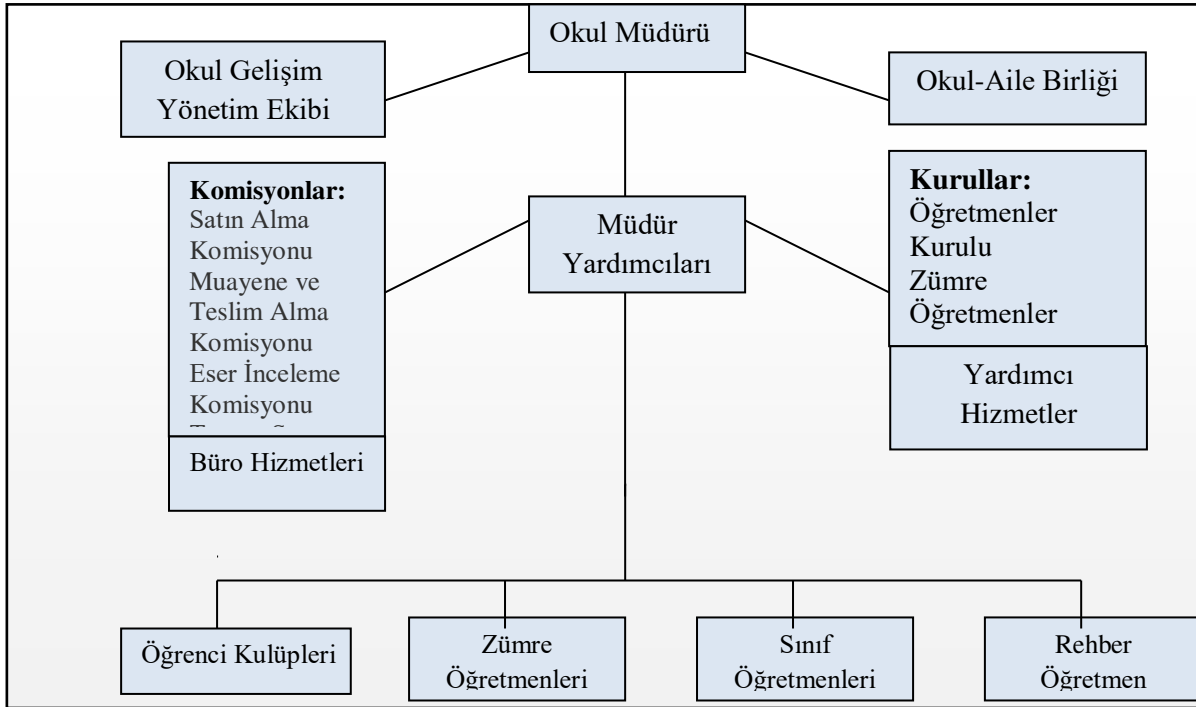 Okul Müdürü
Okul Gelişim
Yönetim Ekibi
Okul-Aile Birliği
Komisyonlar:
Satın Alma
Komisyonu
Muayene ve
Teslim Alma
Komisyonu
Eser İnceleme
Komisyonu
Büro Hizmetleri
Müdür
Yardımcıları
Kurullar:
Öğretmenler
Kurulu
Zümre
Öğretmenler
Yardımcı
Hizmetler
Öğrenci Kulüpleri
Zümre
Öğretmenleri
Sınıf
Öğretmenleri
Rehber
Öğretmen